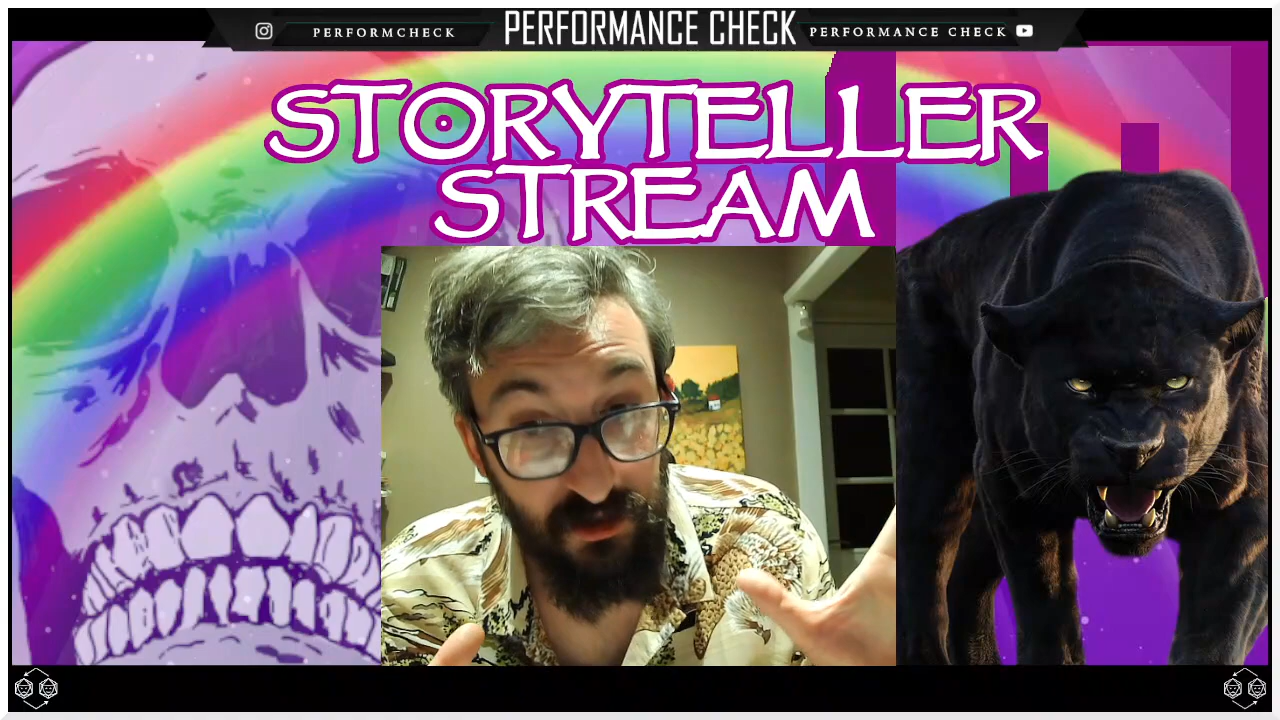 PERFORMCHECK
PERFORMANCE CHECK
PERFORMANCE CHECK
STORYTELLER
STREAM